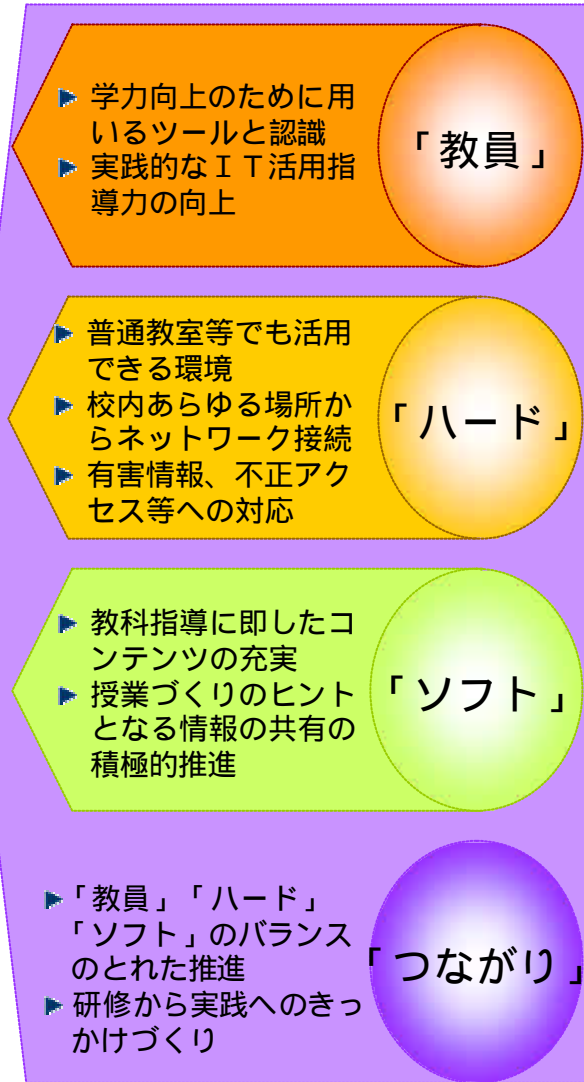 学力向上のために用
いるツールと認識
実践的なＩＴ活用指
導力の向上
「教員」
普通教室等でも活用
できる環境
校内あらゆる場所か
らネットワーク接続
有害情報、不正アク
セス等への対応
「ハード」
教科指導に即したコ
ンテンツの充実
授業づくりのヒント
となる情報の共有の
積極的推進
「ソフト」
「教員」「ハード」
「ソフト」のバランス
のとれた推進
研修から実践へのきっ
かけづくり
「つながり」